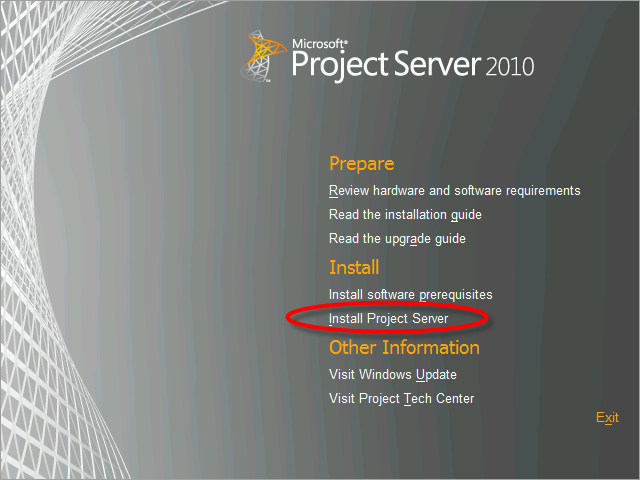 Microsoft®
Project Server 2010
Prepare
Review hardware and software requirements
Read the installation guide
Read the upgrade guide
Install
Install software prerequisites
Install Project Server
Other Information
Visit Windows Update
Visit Project Tech Center
Exit